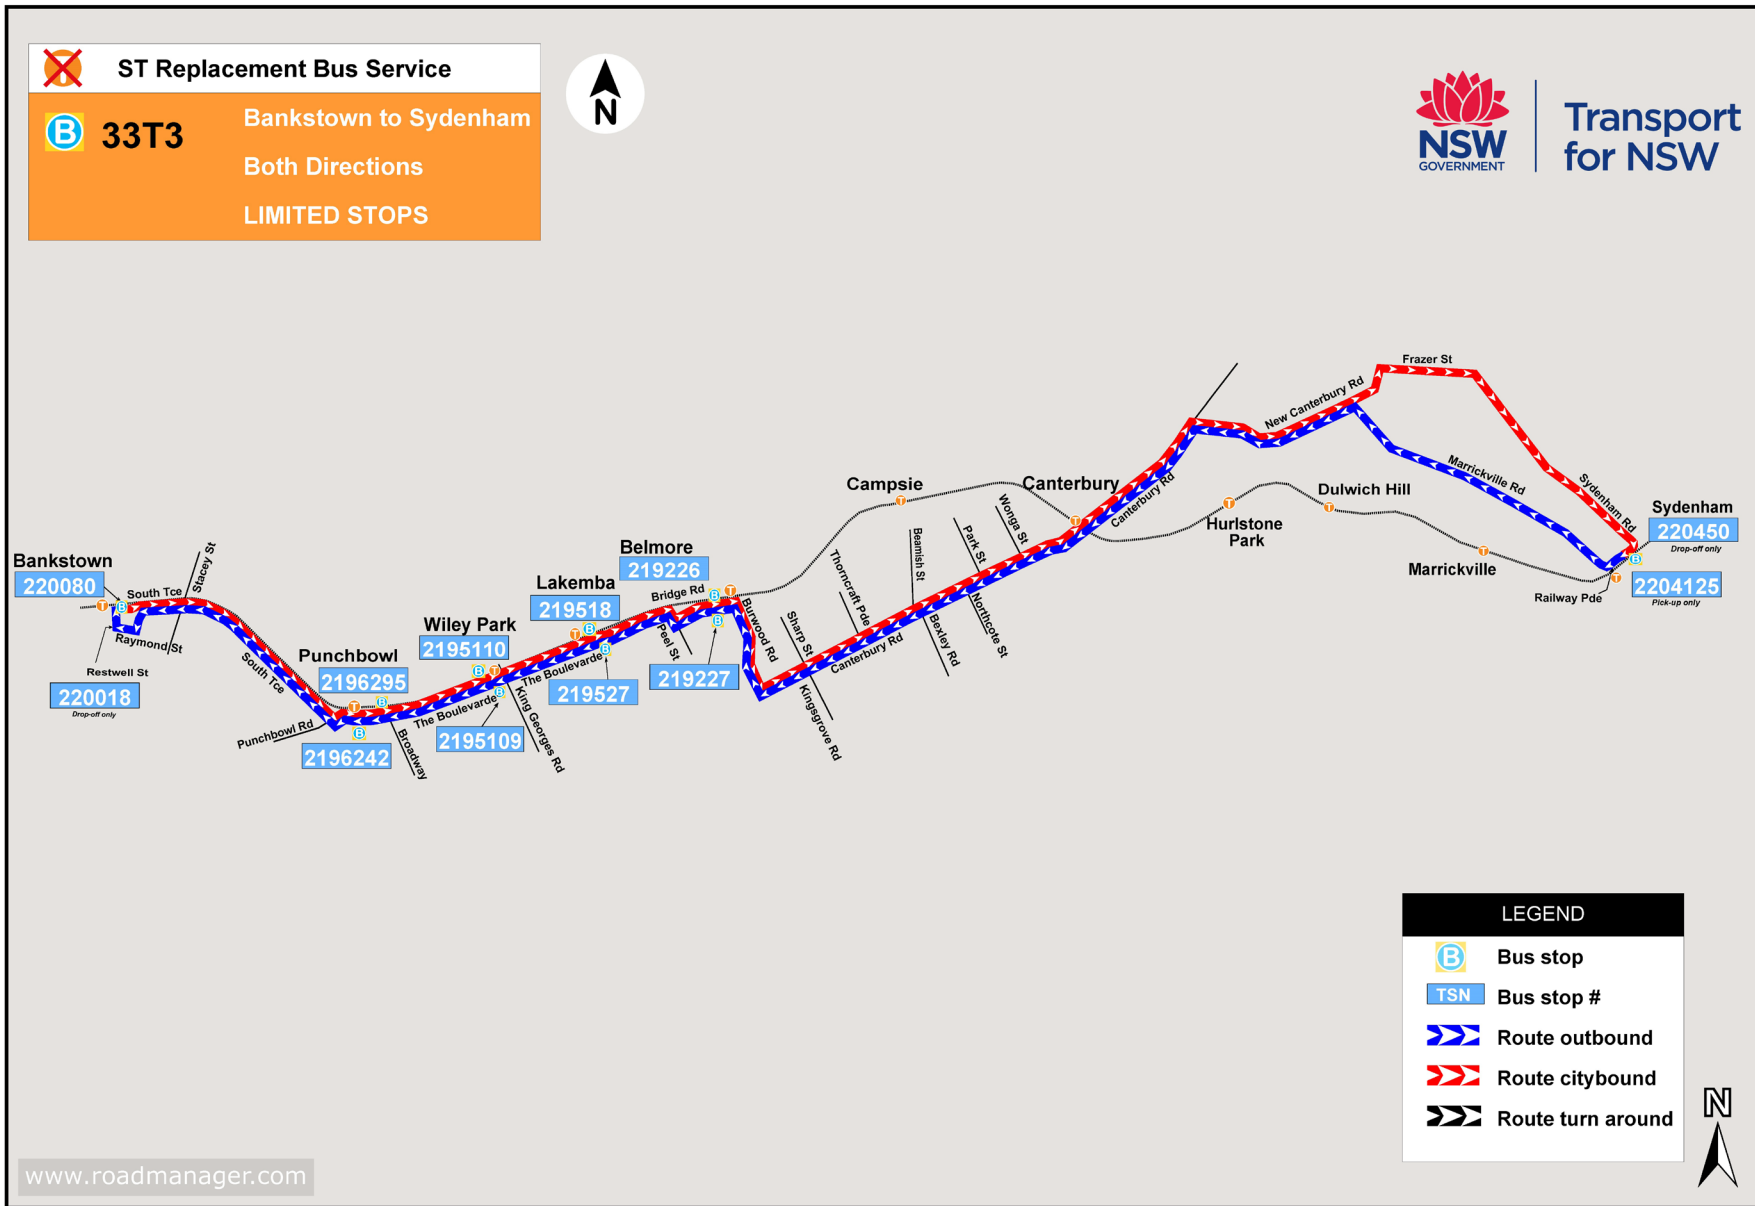 ST Replacement Bus Service
B 33T3
Bankstown to Sydenham
Both Directions
LIMITED STOPS
N
NSW
GOVERNMENT
Transport
for NSW
Frazer St
New Canterbury Rd
Marrickville Rd
Sydenham Rd
Sydenham
220450
Drop-off only
2204125
Pick-up only
Railway Pde
Marrickville
Dulwich Hill
Hurlstone
Park
Canterbury
Canterbury Rd
Campsie
Wonga St
Park St
Beamish St
Thorncraft Pde
Sharp St
Canterbury Rd
Northcote St
Bexley Rd
Kingsgrove Rd
Burwood Rd
Belmore
219226
Bridge Rd
Peel St
219227
Lakemba
219518
The Boulevarde
219527
Wiley Park
2195110
The Boulevarde
King Georges Rd
2195109
Punchbowl
2196295
Punchbowl Rd
Broadway
2196242
Bankstown
220080
South Tce
Stacey St
Raymond St
South Tce
Restwell St
220018
Drop-off only
LEGEND
B Bus stop
TSN Bus stop #
Route outbound
Route citybound
Route turn around
N
www.roadmanager.com